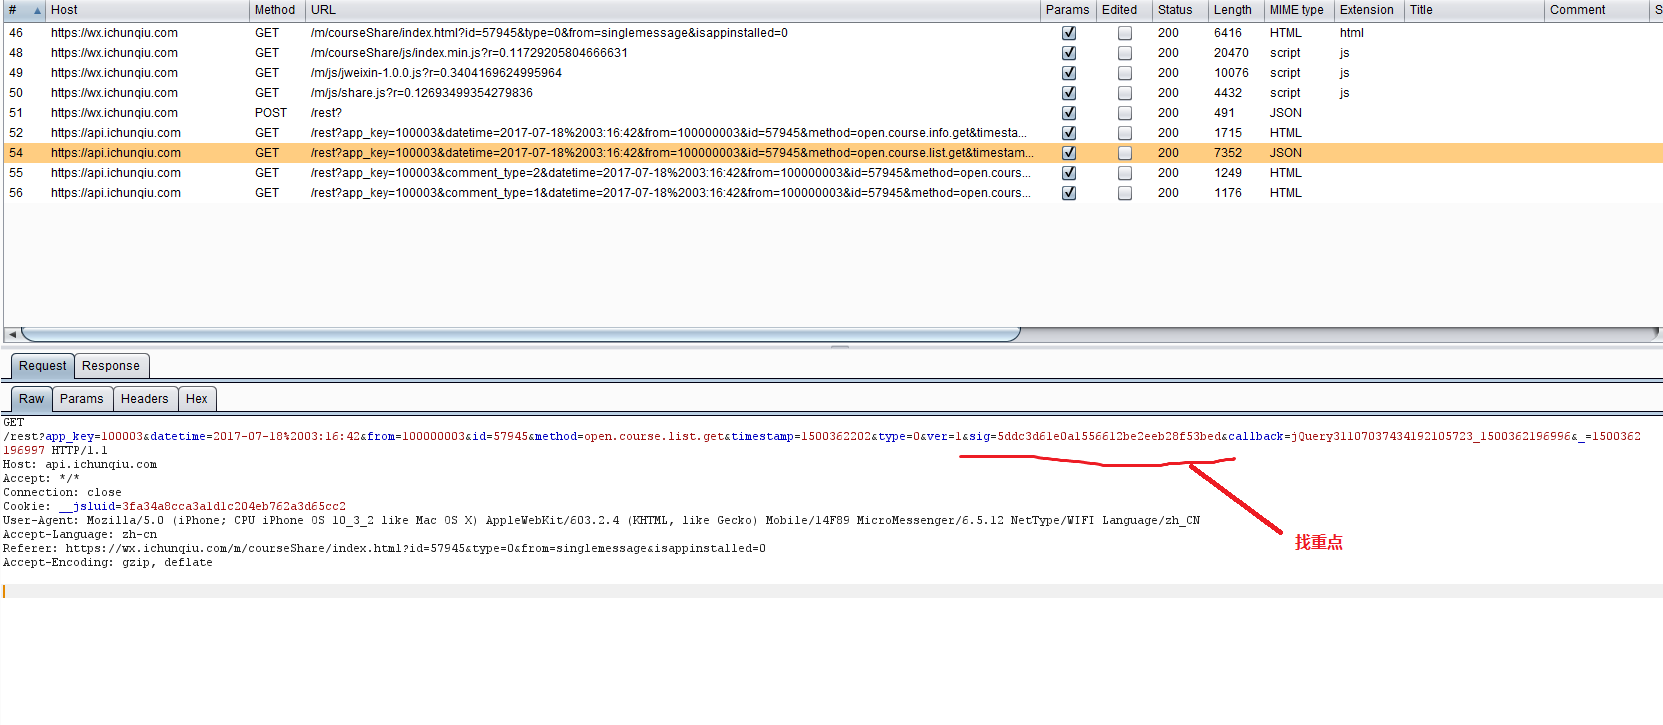 # Host Method URL Params Edited Status Length MIME type Extension Title Comment S
46 https://wx.ichunqiu.com GET /m/courseShare/index.html?id=57945&type=0&from=singlemessage&isappinstalled=0 200 6416 HTML html
48 https://wx.ichunqiu.com GET /m/courseShare/js/index.min.js?r=0.11729205804666631 200 20470 script js
49 https://wx.ichunqiu.com GET /m/js/jweixin-1.0.0.js?r=0.3404169624995964 200 10076 script js
50 https://wx.ichunqiu.com GET /m/js/share.js?r=0.12693499354279836 200 4432 script js
51 https://wx.ichunqiu.com POST /rest? 200 491 JSON
52 https://api.ichunqiu.com GET /rest?app_key=100003&datetime=2017-07-18%2003:16:42&from=100000003&id=57945&method=open.course.info.get&timesta... 200 1715 HTML
54 https://api.ichunqiu.com GET /rest?app_key=100003&datetime=2017-07-18%2003:16:42&from=100000003&id=57945&method=open.course.list.get&timestam... 200 7352 JSON
55 https://api.ichunqiu.com GET /rest?app_key=100003&comment_type=2&datetime=2017-07-18%2003:16:42&from=100000003&id=57945&method=open.cours... 200 1249 HTML
56 https://api.ichunqiu.com GET /rest?app_key=100003&comment_type=1&datetime=2017-07-18%2003:16:42&from=100000003&id=57945&method=open.cours... 200 1176 HTML
Request Response
Raw Params Headers Hex
GET
/rest?app_key=100003&datetime=2017-07-18%2003:16:42&from=100000003&id=57945&method=open.course.list.get&timestamp=1500362202&type=0&ver=1&sig=5ddc3d61e0a1556612be2eeb28f53bed&callback=jQuery31107037434192105723_1500362196996&_=1500362
196997 HTTP/1.1
Host: api.ichunqiu.com
Accept: */*
Connection: close
Cookie: __jsluid=3fa34a8cca3a1d1c204eb762a3d65cc2
User-Agent: Mozilla/5.0 (iPhone; CPU iPhone OS 10_3_2 like Mac OS X) AppleWebKit/603.2.4 (KHTML, like Gecko) Mobile/14F89 MicroMessenger/6.5.12 NetType/WIFI Language/zh_CN
Accept-Language: zh-cn
Referer: https://wx.ichunqiu.com/m/courseShare/index.html?id=57945&type=0&from=singlemessage&isappinstalled=0
Accept-Encoding: gzip, deflate
找重点